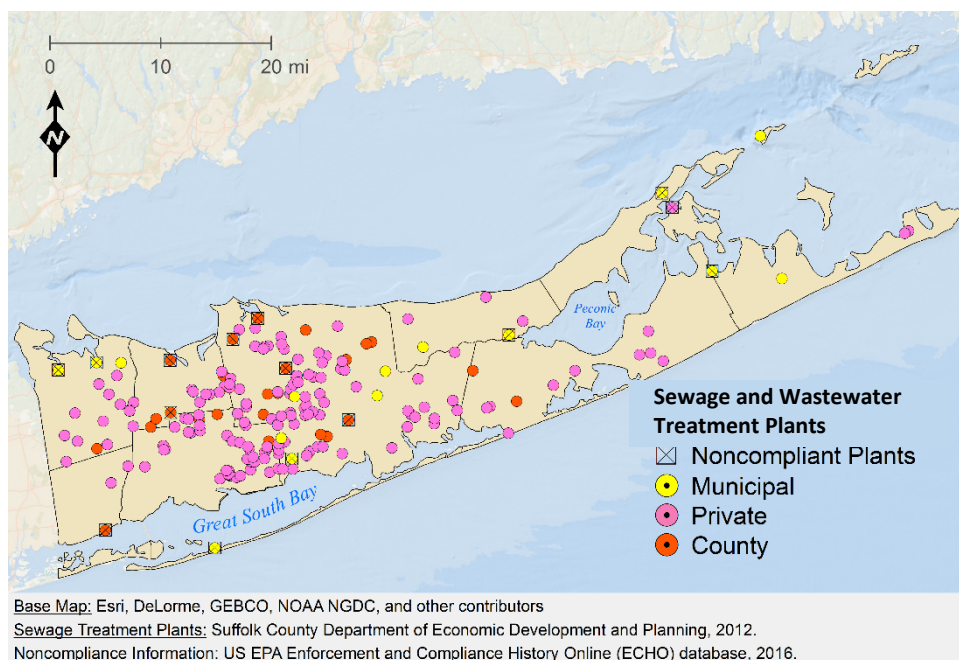 0 10 20 mi
N
Peconic
Bay
Sewage and Wastewater
Treatment Plants
Noncompliant Plants
Municipal
Private
County
Great South Bay
Base Map: Esri, DeLorme, GEBCO, NOAA NGDC, and other contributors
Sewage Treatment Plants: Suffolk County Department of Economic Development and Planning, 2012.
Noncompliance Information: US EPA Enforcement and Compliance History Online (ECHO) database, 2016.